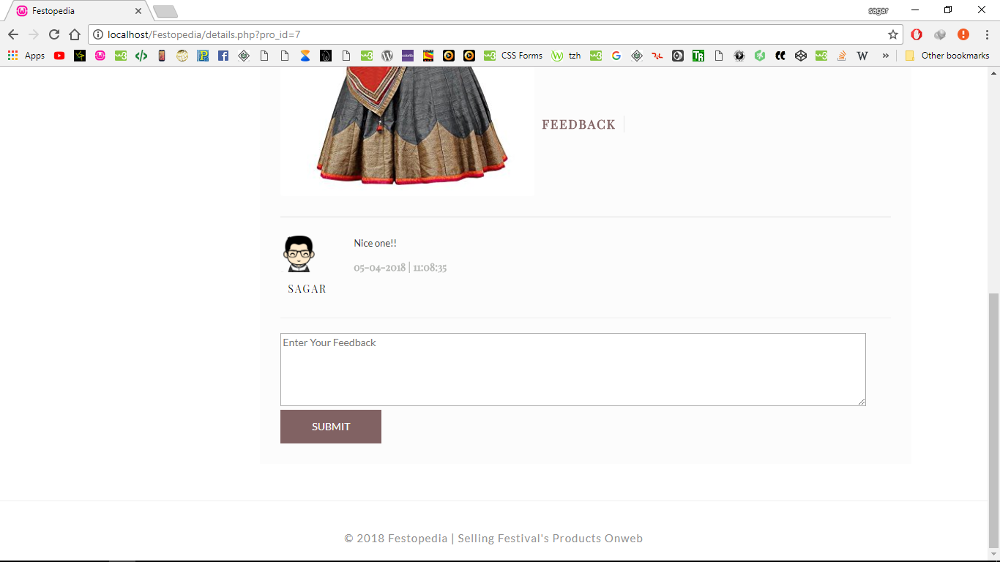 Festopedia
sagar
localhost/Festopedia/details.php?pro_id=7
Apps
CSS Forms
tzh
Other bookmarks
FEEDBACK
Nice one!!
05-04-2018 | 11:08:35
SAGAR
Enter Your Feedback
SUBMIT
© 2018 Festopedia | Selling Festival's Products Onweb